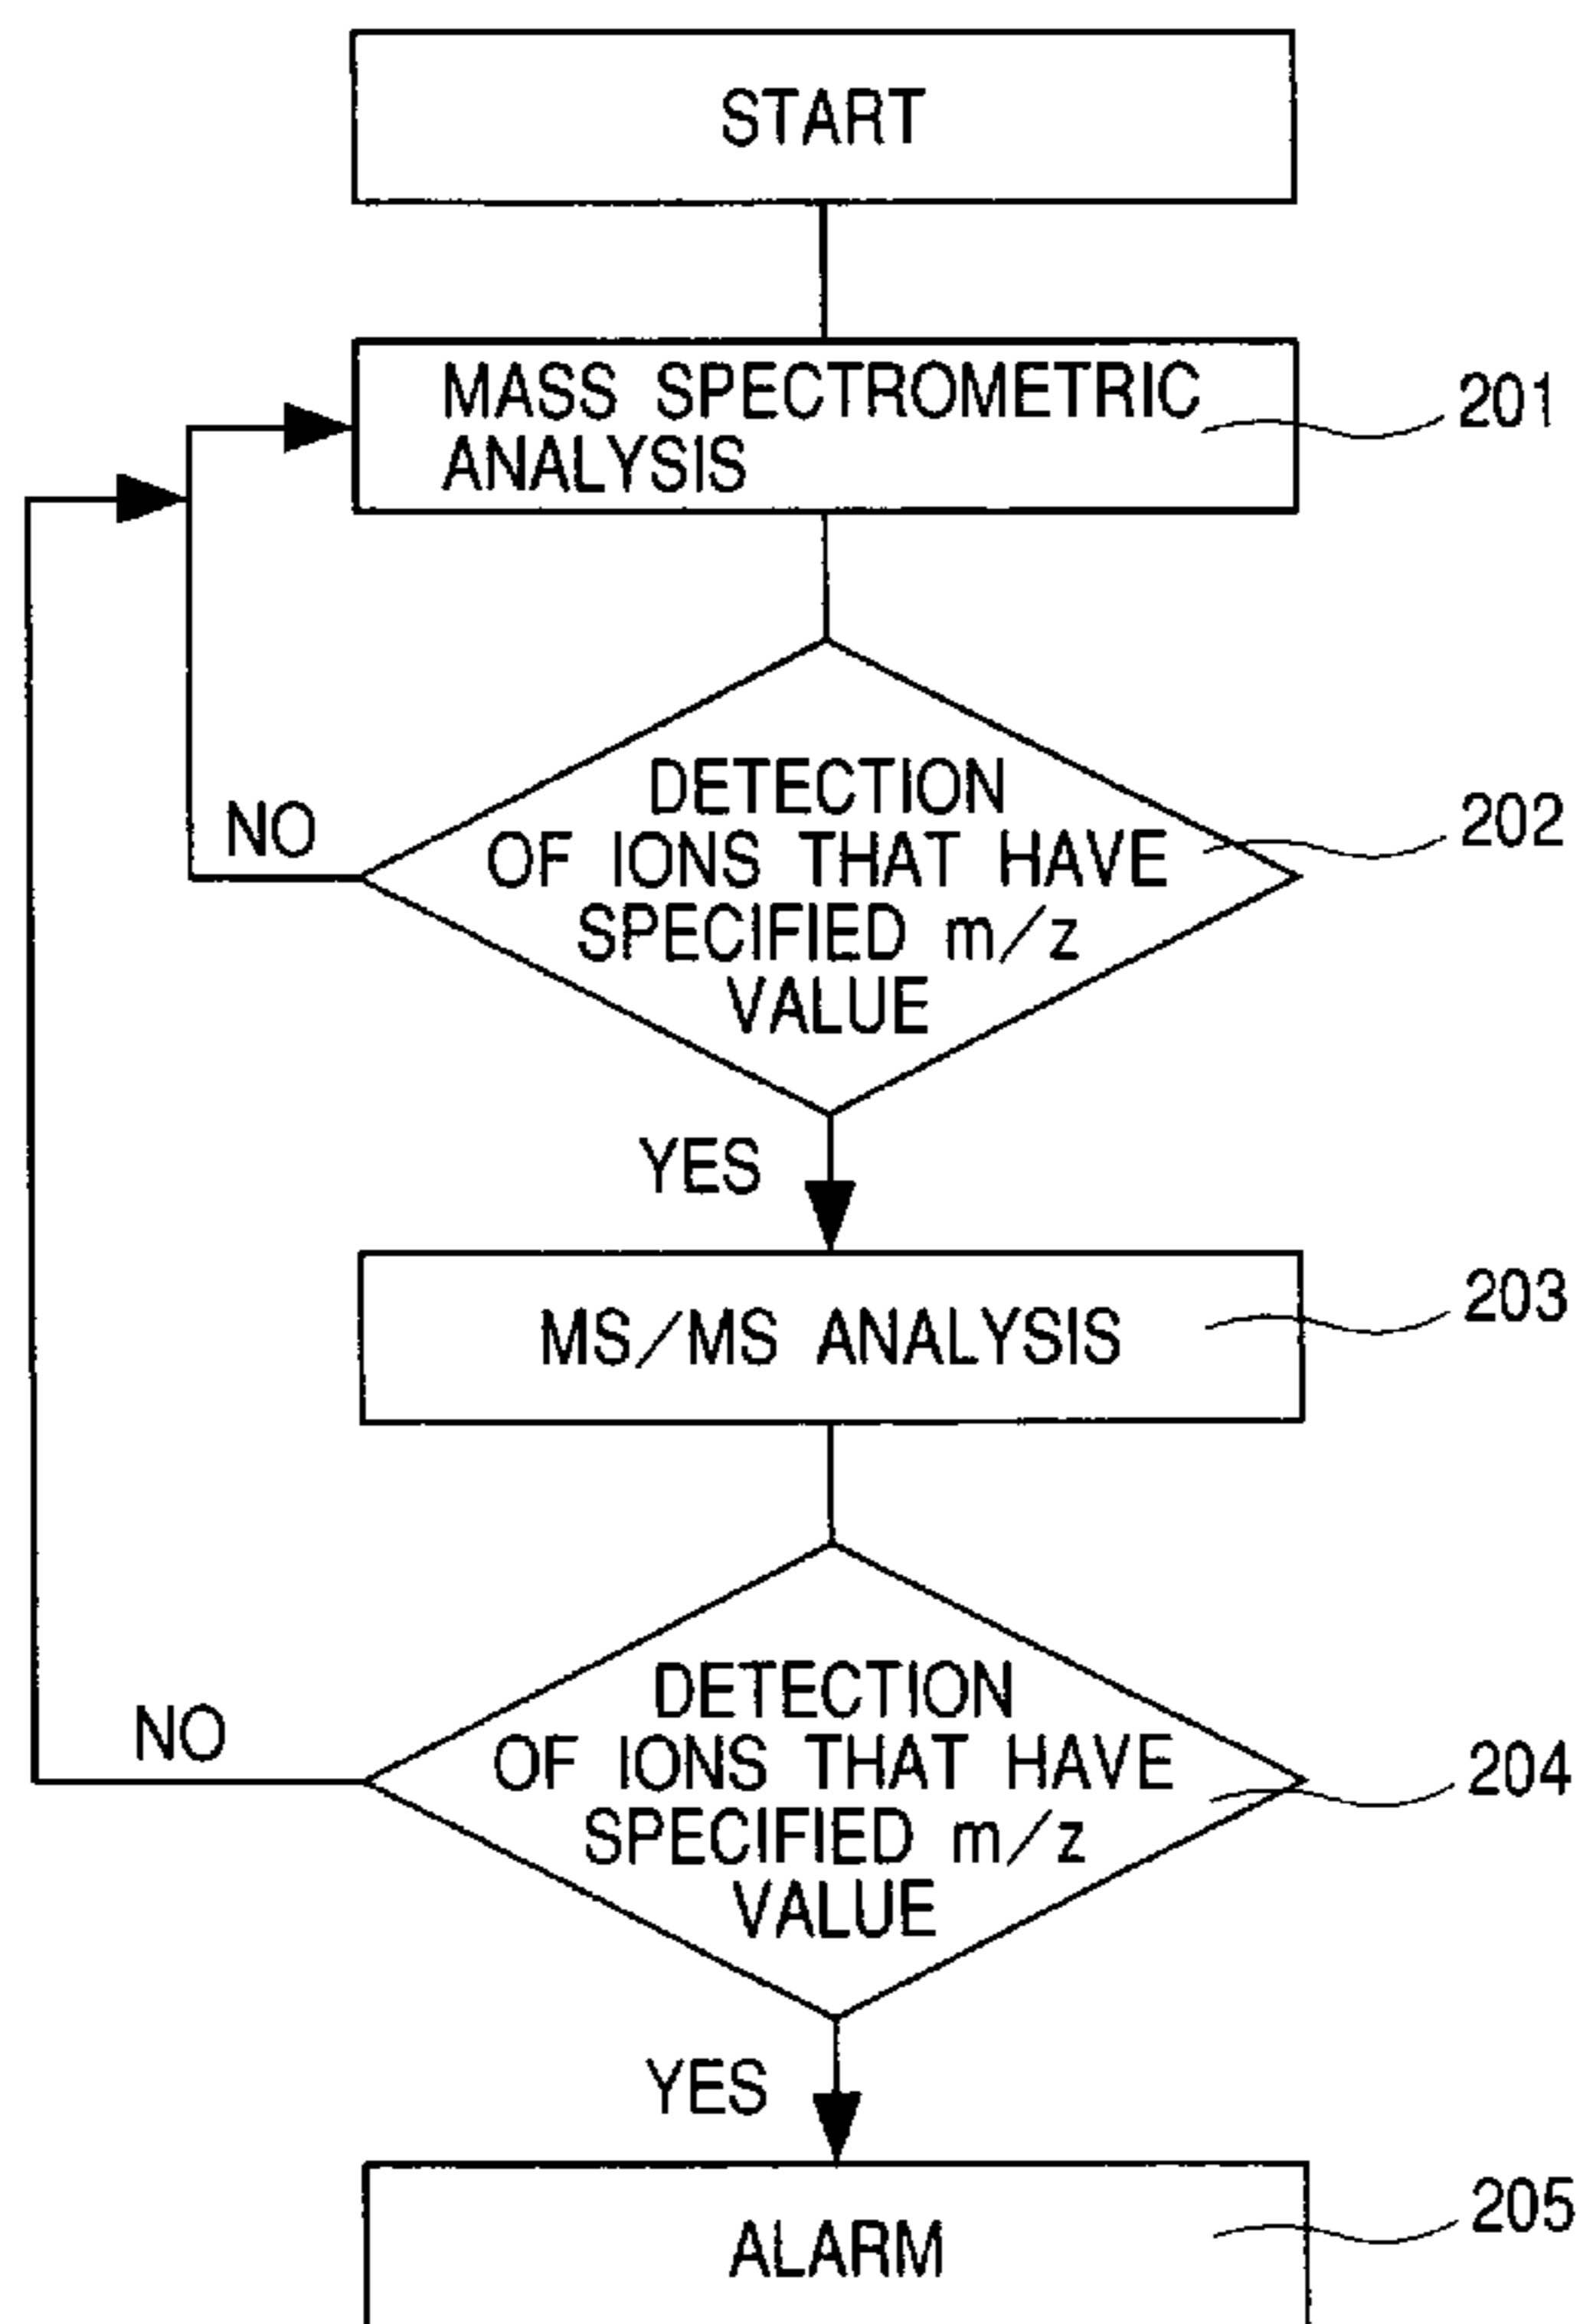 START
MASS SPECTROMETRIC
ANALYSIS
201
DETECTION
OF IONS THAT HAVE
SPECIFIED m/z
VALUE
202
NO
YES
MS/MS ANALYSIS
203
DETECTION
OF IONS THAT HAVE
SPECIFIED m/z
VALUE
204
NO
YES
ALARM
205